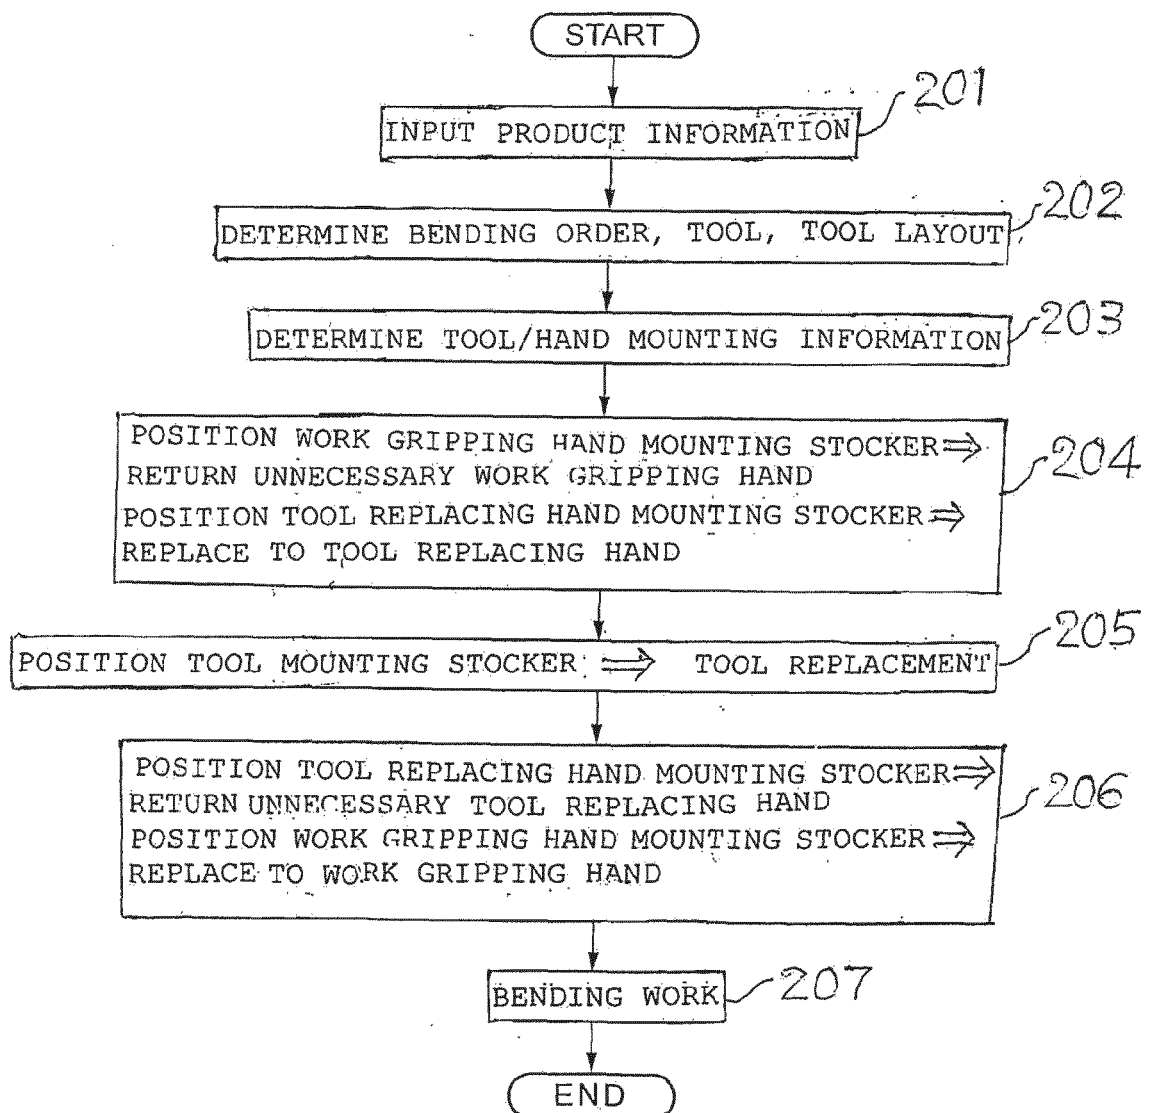 START
201
INPUT PRODUCT INFORMATION
202
DETERMINE BENDING ORDER, TOOL, TOOL LAYOUT
203
DETERMINE TOOL/HAND MOUNTING INFORMATION
204
POSITION WORK GRIPPING HAND MOUNTING STOCKER⇒
RETURN UNNECESSARY WORK GRIPPING HAND
POSITION TOOL REPLACING HAND MOUNTING STOCKER⇒
REPLACE TO TOOL REPLACING HAND
205
POSITION TOOL MOUNTING STOCKER ⇒ TOOL REPLACEMENT
206
POSITION TOOL REPLACING HAND MOUNTING STOCKER⇒
RETURN UNNECESSARY TOOL REPLACING HAND
POSITION WORK GRIPPING HAND MOUNTING STOCKER⇒
REPLACE TO WORK GRIPPING HAND
207
BENDING WORK
END